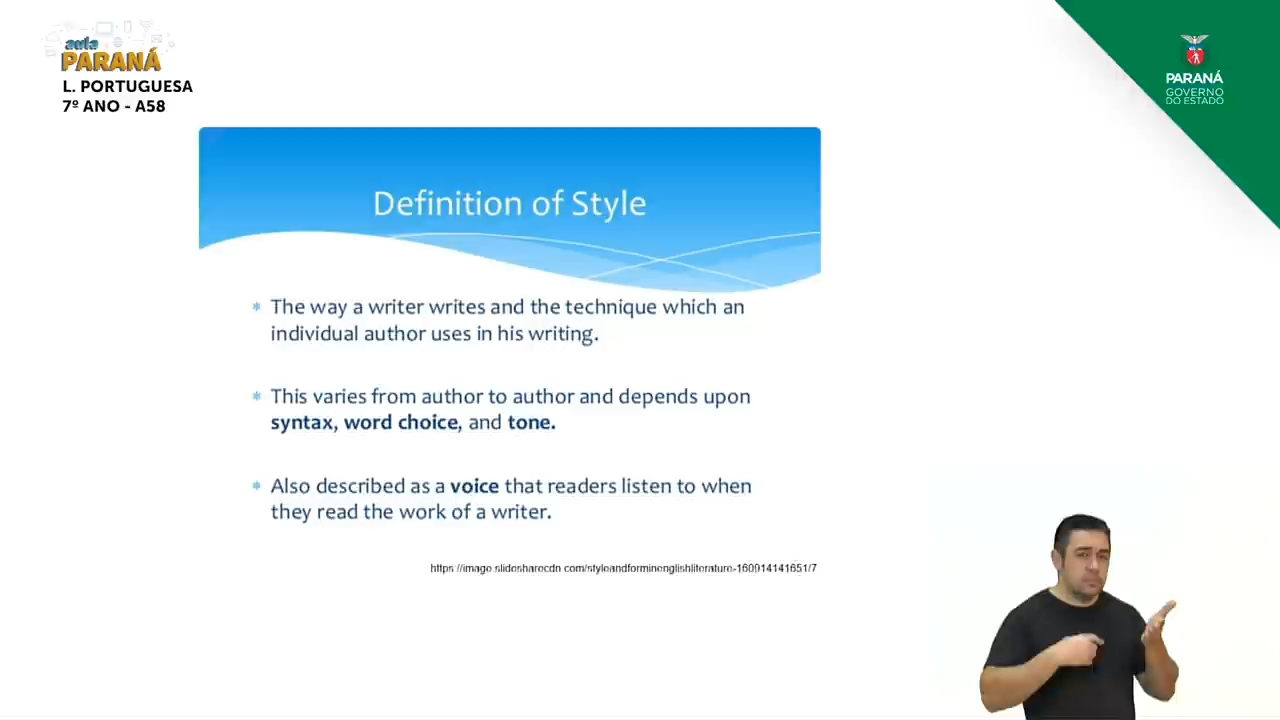 aula
PARANÁ
L. PORTUGUESA
7º ANO - A58
PARANÁ
GOVERNO
DO ESTADO
Definition of Style
* The way a writer writes and the technique which an
individual author uses in his writing.
* This varies from author to author and depends upon
syntax, word choice, and tone.
* Also described as a voice that readers listen to when
they read the work of a writer.
https://image.slidesharecdn.com/styleandforminenglishliterature-160914141651/7